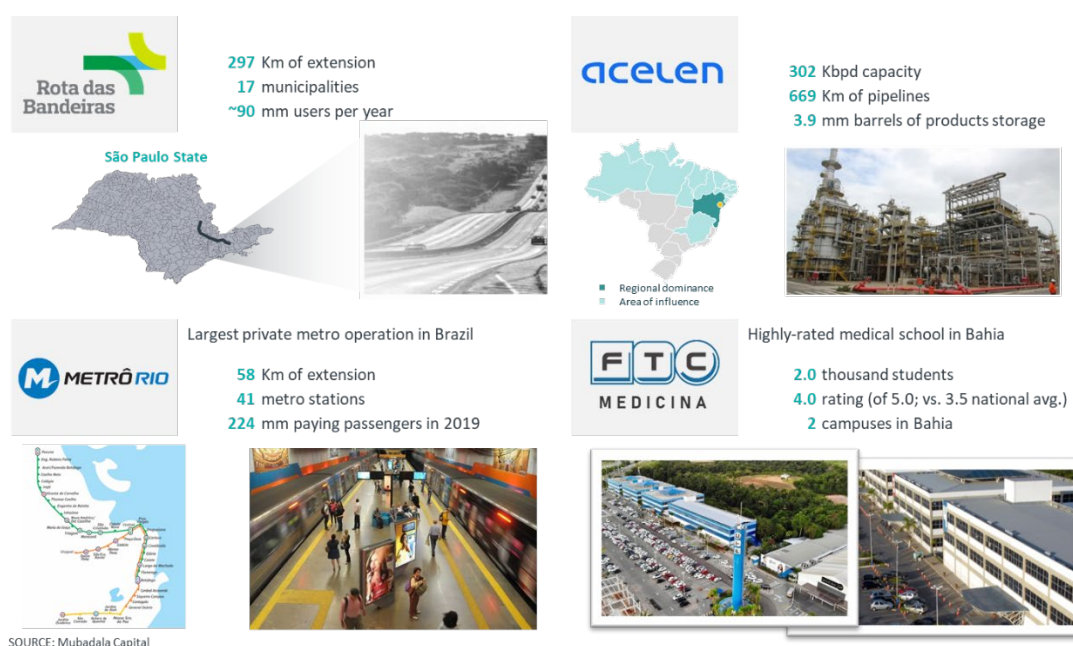 Rota das
Bandeiras
297 Km of extension
17 municipalities
~90 mm users per year
São Paulo State
acelen
302 Kbpd capacity
669 Km of pipelines
3.9 mm barrels of products storage
Regional dominance
Area of influence
METRÔ RIO
Largest private metro operation in Brazil
58 Km of extension
41 metro stations
224 mm paying passengers in 2019
FTC
MEDICINA
Highly-rated medical school in Bahia
2.0 thousand students
4.0 rating (of 5.0; vs. 3.5 national avg.)
2 campuses in Bahia
SOURCE: Mubadala Capital